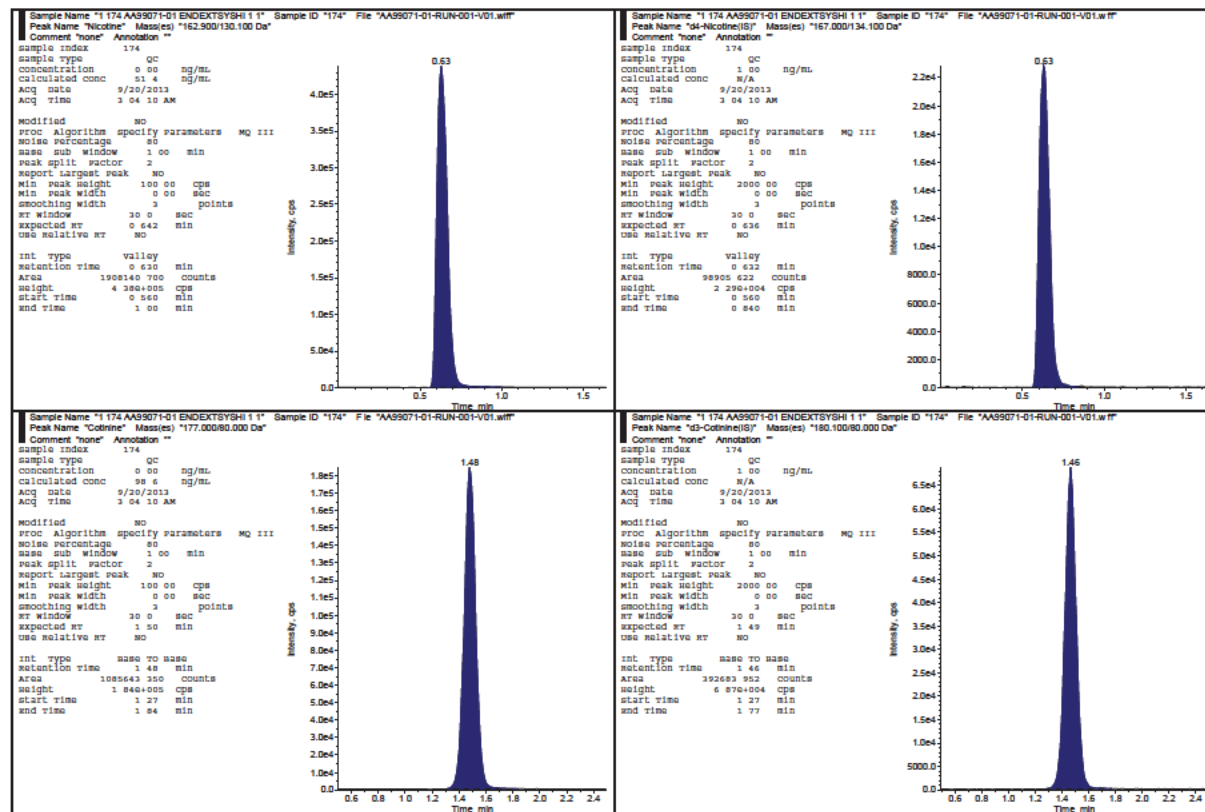 Sample Name "1 174 AA99071-01 ENDEXTSYSHI 1 1" Sample ID "174" File "AA99071-01-RUN-001-V01.wiff"
Peak Name "Nicotine" Mass(es) "162.900/130.100 Da"
Comment "none" Annotation ""
Sample Index 174
Sample Type QC
Concentration 0 00 ng/mL
Calculated Conc 51 4 ng/mL
Acq Date 9/20/2013
Acq Time 3 04 10 AM
Modified NO
Proc Algorithm Specify Parameters MQ III
Noise Percentage 80
Base Sub Window 1 00 min
Peak Split Factor 2
Report Largest Peak NO
Min Peak Height 100 00 cps
Min Peak Width 0 00 sec
Smoothing Width 3 points
RT Window 30 0 sec
Expected RT 0 642 min
Use Relative RT NO
Int Type Valley
Retention Time 0 630 min
Area 1908140 700 counts
Height 4 38e+005 cps
Start Time 0 560 min
End Time 1 00 min
0.63
4.0e5
3.5e5
3.0e5
2.5e5
2.0e5
1.5e5
1.0e5
5.0e4
0.0
Intensity, cps
0.5 1.0 1.5
Time min
Sample Name "1 174 AA99071-01 ENDEXTSYSHI 1 1" Sample ID "174" File "AA99071-01-RUN-001-V01.wiff"
Peak Name "d4-Nicotine(IS)" Mass(es) "167.000/134.100 Da"
Comment "none" Annotation ""
Sample Index 174
Sample Type QC
Concentration 1 00 ng/mL
Calculated Conc N/A
Acq Date 9/20/2013
Acq Time 3 04 10 AM
Modified NO
Proc Algorithm Specify Parameters MQ III
Noise Percentage 80
Base Sub Window 1 00 min
Peak Split Factor 2
Report Largest Peak NO
Min Peak Height 2000 00 cps
Min Peak Width 0 00 sec
Smoothing Width 3 points
RT Window 30 0 sec
Expected RT 0 636 min
Use Relative RT NO
Int Type Valley
Retention Time 0 632 min
Area 98905 622 counts
Height 2 29e+004 cps
Start Time 0 560 min
End Time 0 840 min
0.63
2.2e4
2.0e4
1.8e4
1.6e4
1.4e4
1.2e4
1.0e4
8000.0
6000.0
4000.0
2000.0
0.0
Intensity, cps
0.5 1.0 1.5
Time min
Sample Name "1 174 AA99071-01 ENDEXTSYSHI 1 1" Sample ID "174" File "AA99071-01-RUN-001-V01.wiff"
Peak Name "Cotinine" Mass(es) "177.000/80.000 Da"
Comment "none" Annotation ""
Sample Index 174
Sample Type QC
Concentration 0 00 ng/mL
Calculated Conc 98 6 ng/mL
Acq Date 9/20/2013
Acq Time 3 04 10 AM
Modified NO
Proc Algorithm Specify Parameters MQ III
Noise Percentage 80
Base Sub Window 1 00 min
Peak Split Factor 2
Report Largest Peak NO
Min Peak Height 100 00 cps
Min Peak Width 0 00 sec
Smoothing Width 3 points
RT Window 30 0 sec
Expected RT 1 50 min
Use Relative RT NO
Int Type Base To Base
Retention Time 1 48 min
Area 1085643 350 counts
Height 1 84e+005 cps
Start Time 1 27 min
End Time 1 84 min
1.48
1.8e5
1.7e5
1.6e5
1.5e5
1.4e5
1.3e5
1.2e5
1.1e5
1.0e5
9.0e4
8.0e4
7.0e4
6.0e4
5.0e4
4.0e4
3.0e4
2.0e4
1.0e4
0.0
Intensity, cps
0.6 0.8 1.0 1.2 1.4 1.6 1.8 2.0 2.2 2.4
Time min
Sample Name "1 174 AA99071-01 ENDEXTSYSHI 1 1" Sample ID "174" File "AA99071-01-RUN-001-V01.wiff"
Peak Name "d3-Cotinine(IS)" Mass(es) "180.100/80.000 Da"
Comment "none" Annotation ""
Sample Index 174
Sample Type QC
Concentration 1 00 ng/mL
Calculated Conc N/A
Acq Date 9/20/2013
Acq Time 3 04 10 AM
Modified NO
Proc Algorithm Specify Parameters MQ III
Noise Percentage 80
Base Sub Window 1 00 min
Peak Split Factor 2
Report Largest Peak NO
Min Peak Height 2000 00 cps
Min Peak Width 0 00 sec
Smoothing Width 3 points
RT Window 30 0 sec
Expected RT 1 49 min
Use Relative RT NO
Int Type Base To Base
Retention Time 1 46 min
Area 392683 952 counts
Height 6 87e+004 cps
Start Time 1 27 min
End Time 1 77 min
1.46
6.5e4
6.0e4
5.5e4
5.0e4
4.5e4
4.0e4
3.5e4
3.0e4
2.5e4
2.0e4
1.5e4
1.0e4
5000.0
0.0
Intensity, cps
0.6 0.8 1.0 1.2 1.4 1.6 1.8 2.0 2.2 2.4
Time min